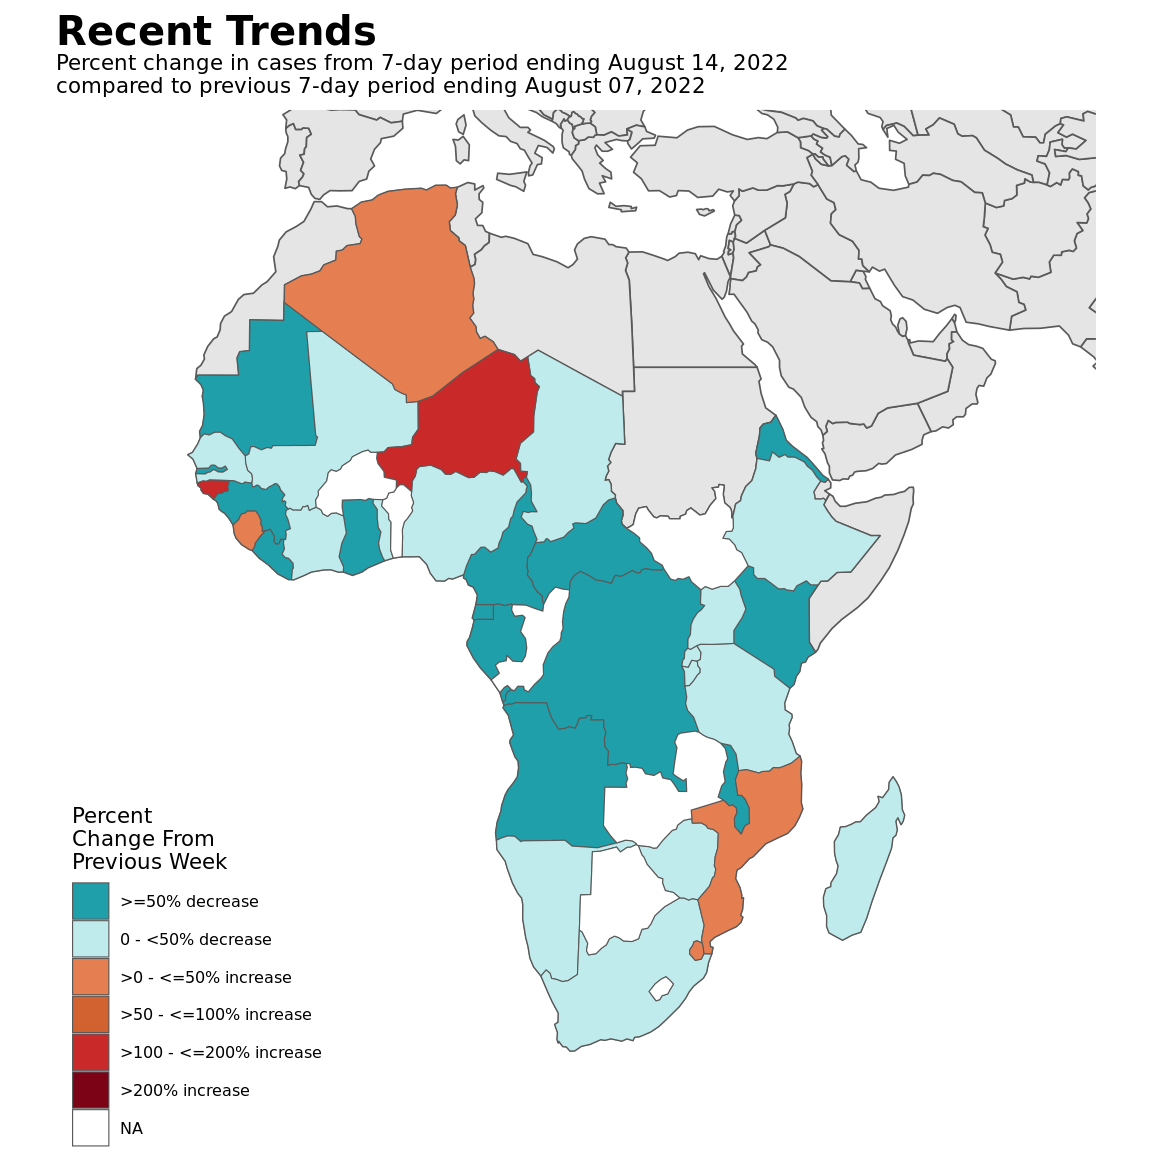 Recent Trends
Percent change in cases from 7-day period ending August 14, 2022
compared to previous 7-day period ending August 07, 2022
Percent
Change From
Previous Week
>=50% decrease
0 - <50% decrease
>0 - <=50% increase
>50 - <=100% increase
>100 - <=200% increase
>200% increase
NA